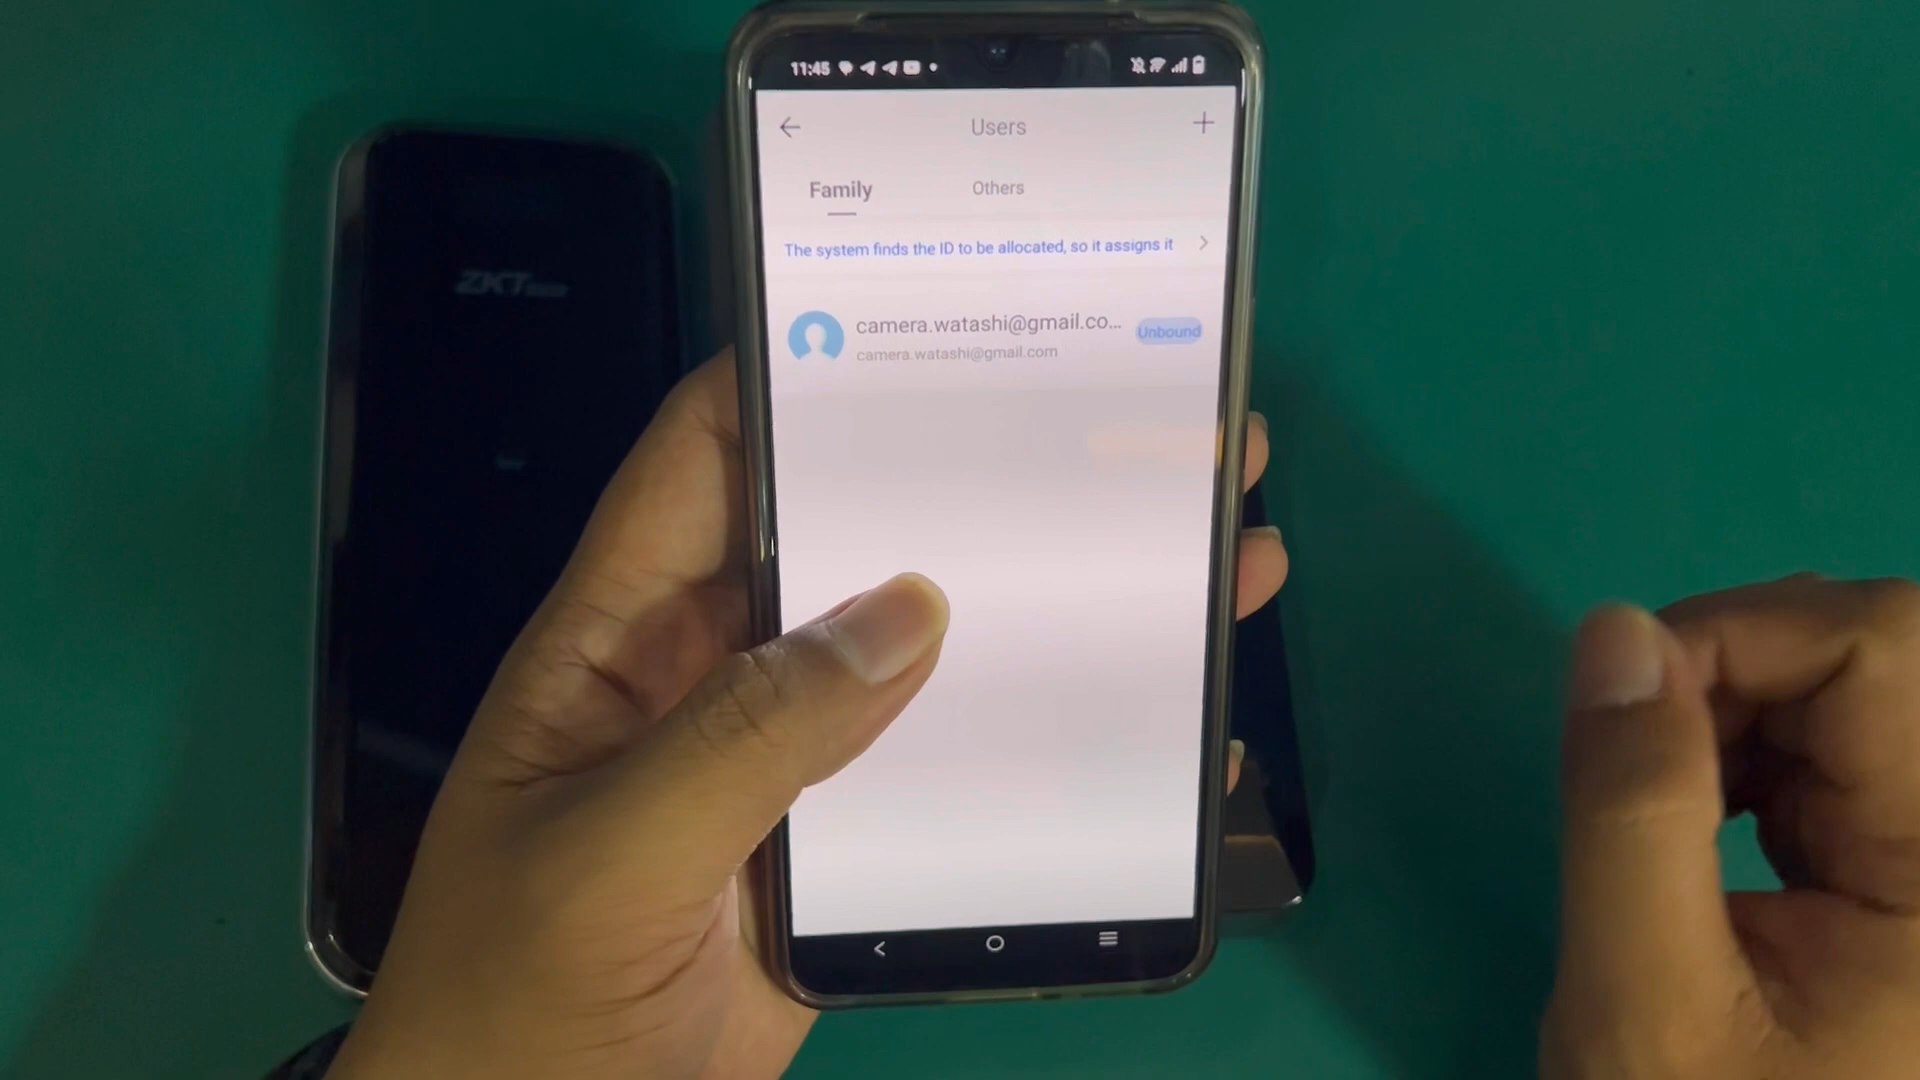 11:45
Users
Family
Others
The system finds the ID to be allocated, so it assigns it
camera.watashi@gmail.co...
Unbound
camera.watashi@gmail.com
ZKT